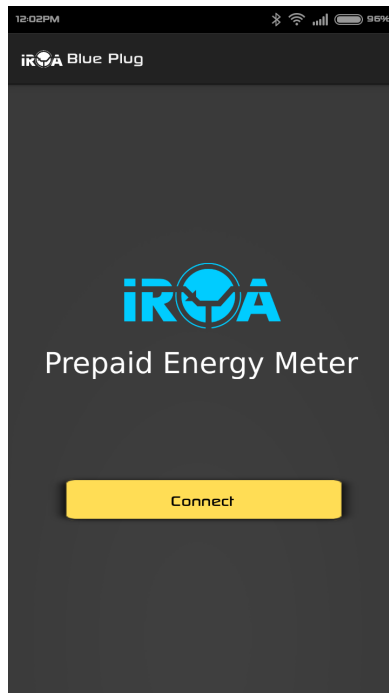 12:02PM 96%
iROA Blue Plug
iROA
Prepaid Energy Meter
Connect